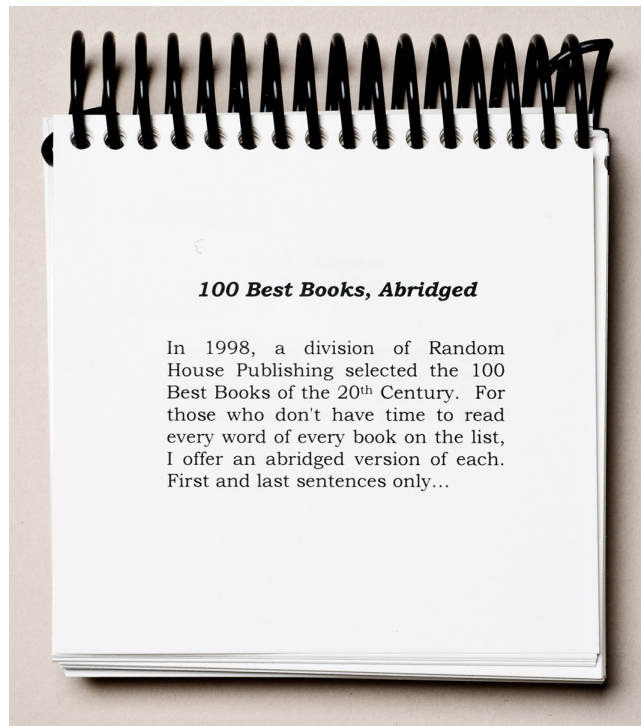 100 Best Books, Abridged
In 1998, a division of Random
House Publishing selected the 100
Best Books of the 20th Century. For
those who don't have time to read
every word of every book on the list,
I offer an abridged version of each.
First and last sentences only...